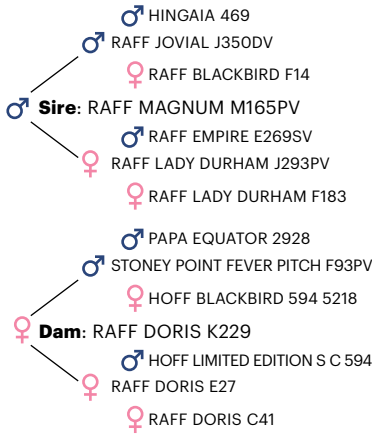 HINGAIA 469
RAFF JOVIAL J350DV
RAFF BLACKBIRD F14
Sire: RAFF MAGNUM M165PV
RAFF EMPIRE E269SV
RAFF LADY DURHAM J293PV
RAFF LADY DURHAM F183
PAPA EQUATOR 2928
STONEY POINT FEVER PITCH F93PV
HOFF BLACKBIRD 594 5218
Dam: RAFF DORIS K229
HOFF LIMITED EDITION S C 594
RAFF DORIS E27
RAFF DORIS C41